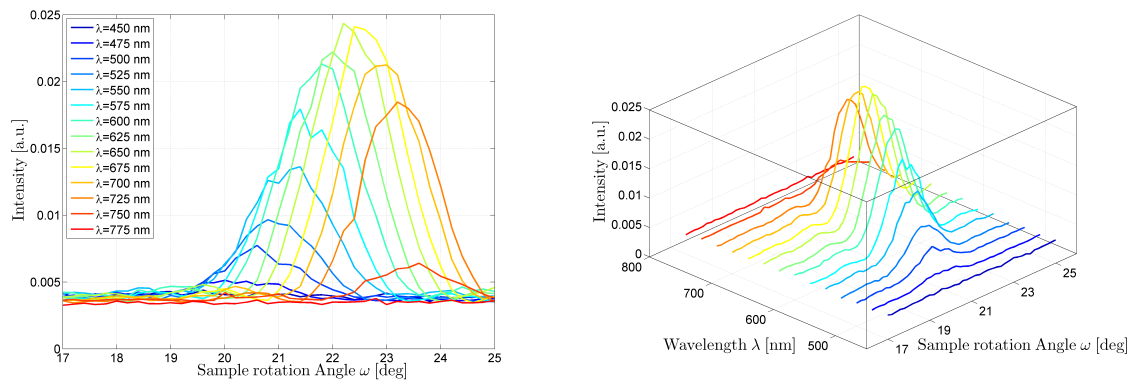 0.025
0.02
0.015
0.01
0.005
0
Intensity [a.u.]
λ=450 nm
λ=475 nm
λ=500 nm
λ=525 nm
λ=550 nm
λ=575 nm
λ=600 nm
λ=625 nm
λ=650 nm
λ=675 nm
λ=700 nm
λ=725 nm
λ=750 nm
λ=775 nm
17 18 19 20 21 22 23 24 25
Sample rotation Angle ω [deg]
0.025
0.02
0.015
0.01
0.005
0
Intensity [a.u.]
800
700
600
500
Wavelength λ [nm]
17
19
21
23
25
Sample rotation Angle ω [deg]